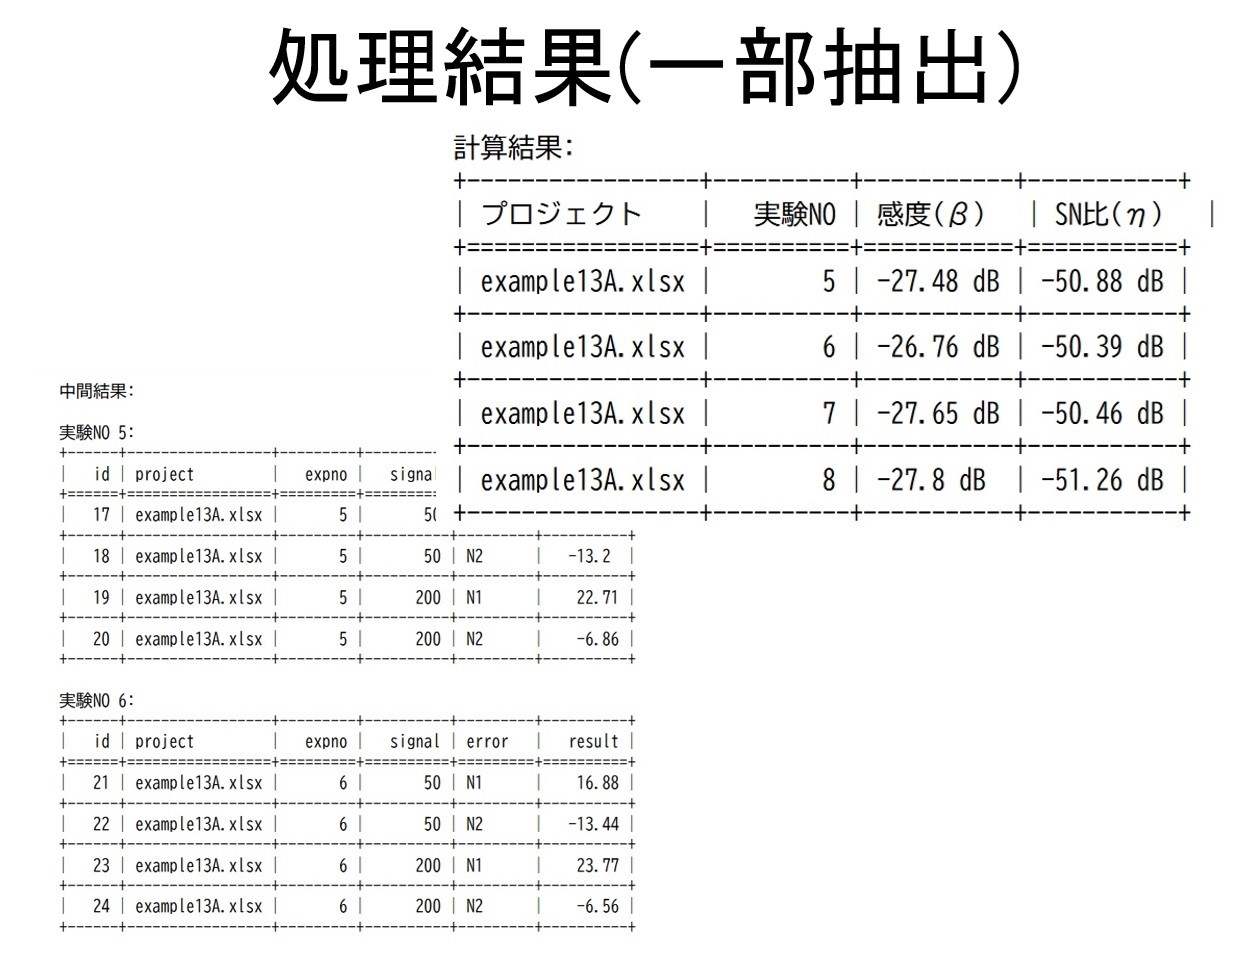 処理結果(一部抽出)
計算結果:
+-----------------+----------+-----------+-----------+
| プロジェクト | 実験NO | 感度(β) | SN比(η) |
+=================+==========+===========+===========+
| example13A.xlsx | 5 | -27.48 dB | -50.88 dB |
+-----------------+----------+-----------+-----------+
| example13A.xlsx | 6 | -26.76 dB | -50.39 dB |
+-----------------+----------+-----------+-----------+
| example13A.xlsx | 7 | -27.65 dB | -50.46 dB |
+-----------------+----------+-----------+-----------+
| example13A.xlsx | 8 | -27.8 dB | -51.26 dB |
+-----------------+----------+-----------+-----------+
中間結果:
実験NO 5:
| id | project | expno |
| 17 | example13A.xlsx | 5 |
| 18 | example13A.xlsx | 5 | 50 | N2 | -13.2 |
| 19 | example13A.xlsx | 5 | 200 | N1 | 22.71 |
| 20 | example13A.xlsx | 5 | 200 | N2 | -6.86 |
実験NO 6:
| id | project | expno | signal | error | result |
| 21 | example13A.xlsx | 6 | 50 | N1 | 16.88 |
| 22 | example13A.xlsx | 6 | 50 | N2 | -13.44 |
| 23 | example13A.xlsx | 6 | 200 | N1 | 23.77 |
| 24 | example13A.xlsx | 6 | 200 | N2 | -6.56 |